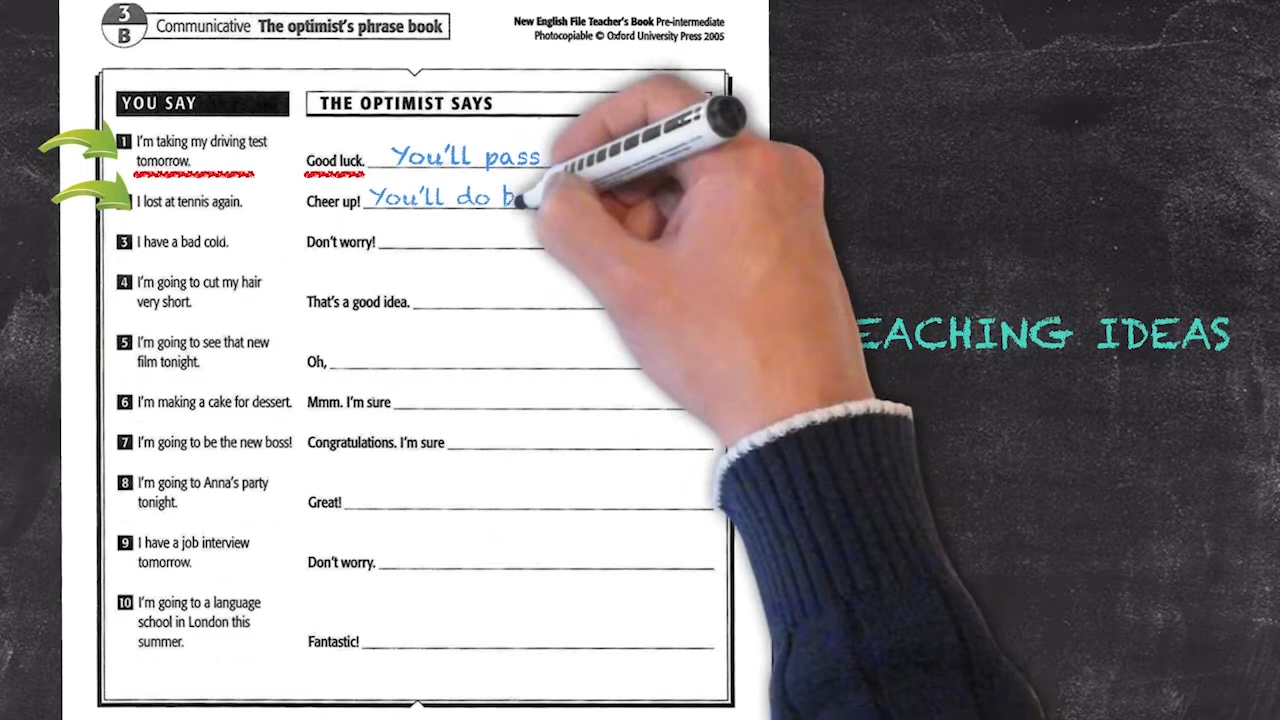 3
B
Communicative The optimist's phrase book
New English File Teacher's Book Pre-intermediate
Photocopiable © Oxford University Press 2005
YOU SAY
THE OPTIMIST SAYS
1 I'm taking my driving test
tomorrow.
Good luck. You'll pass
I lost at tennis again.
Cheer up! You'll do b
3 I have a bad cold.
Don't worry!
4 I'm going to cut my hair
very short.
That's a good idea.
5 I'm going to see that new
film tonight.
Oh,
6 I'm making a cake for dessert.
Mmm. I'm sure
7 I'm going to be the new boss!
Congratulations. I'm sure
8 I'm going to Anna's party
tonight.
Great!
9 I have a job interview
tomorrow.
Don't worry.
10 I'm going to a language
school in London this
summer.
Fantastic!
EACHING IDEAS